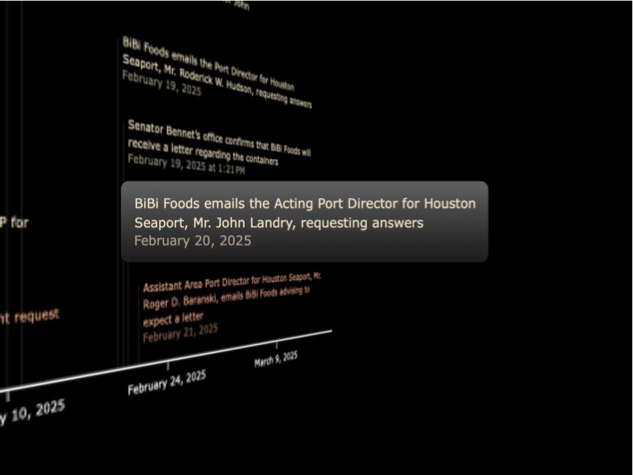 John
BiBi Foods emails the Port Director for Houston
Seaport, Mr. Roderick W. Hudson, requesting answers
February 19, 2025
Senator Bennet's office confirms that BiBi Foods will
receive a letter regarding the containers
February 19, 2025 at 1:21PM
BiBi Foods emails the Acting Port Director for Houston
Seaport, Mr. John Landry, requesting answers
February 20, 2025
P for
Assistant Area Port Director for Houston Seaport, Mr.
Roger D. Baranski, emails BiBi Foods advising to
expect a letter
February 21, 2025
nt request
March 9, 2025
February 24, 2025
y 10, 2025